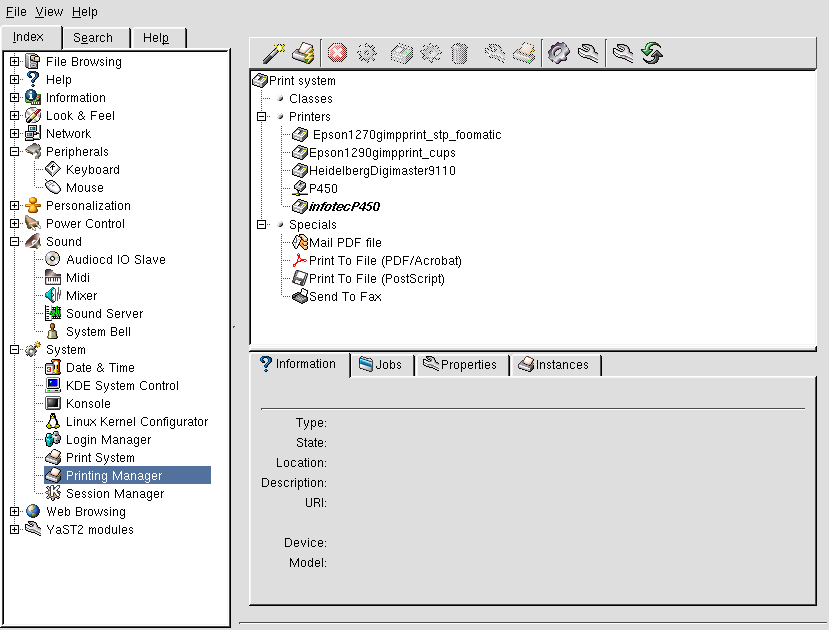 File View Help
Index Search Help
File Browsing
Help
Information
Look & Feel
Network
Peripherals
Keyboard
Mouse
Personalization
Power Control
Sound
Audiocd IO Slave
Midi
Mixer
Sound Server
System Bell
System
Date & Time
KDE System Control
Konsole
Linux Kernel Configurator
Login Manager
Print System
Printing Manager
Session Manager
Web Browsing
YaST2 modules
Print system
Classes
Printers
Epson1270gimpprint_stp_foomatic
Epson1290gimpprint_cups
HeidelbergDigimaster9110
P450
infotecP450
Specials
Mail PDF file
Print To File (PDF/Acrobat)
Print To File (PostScript)
Send To Fax
Information Jobs Properties Instances
Type:
State:
Location:
Description:
URI:
Device:
Model: